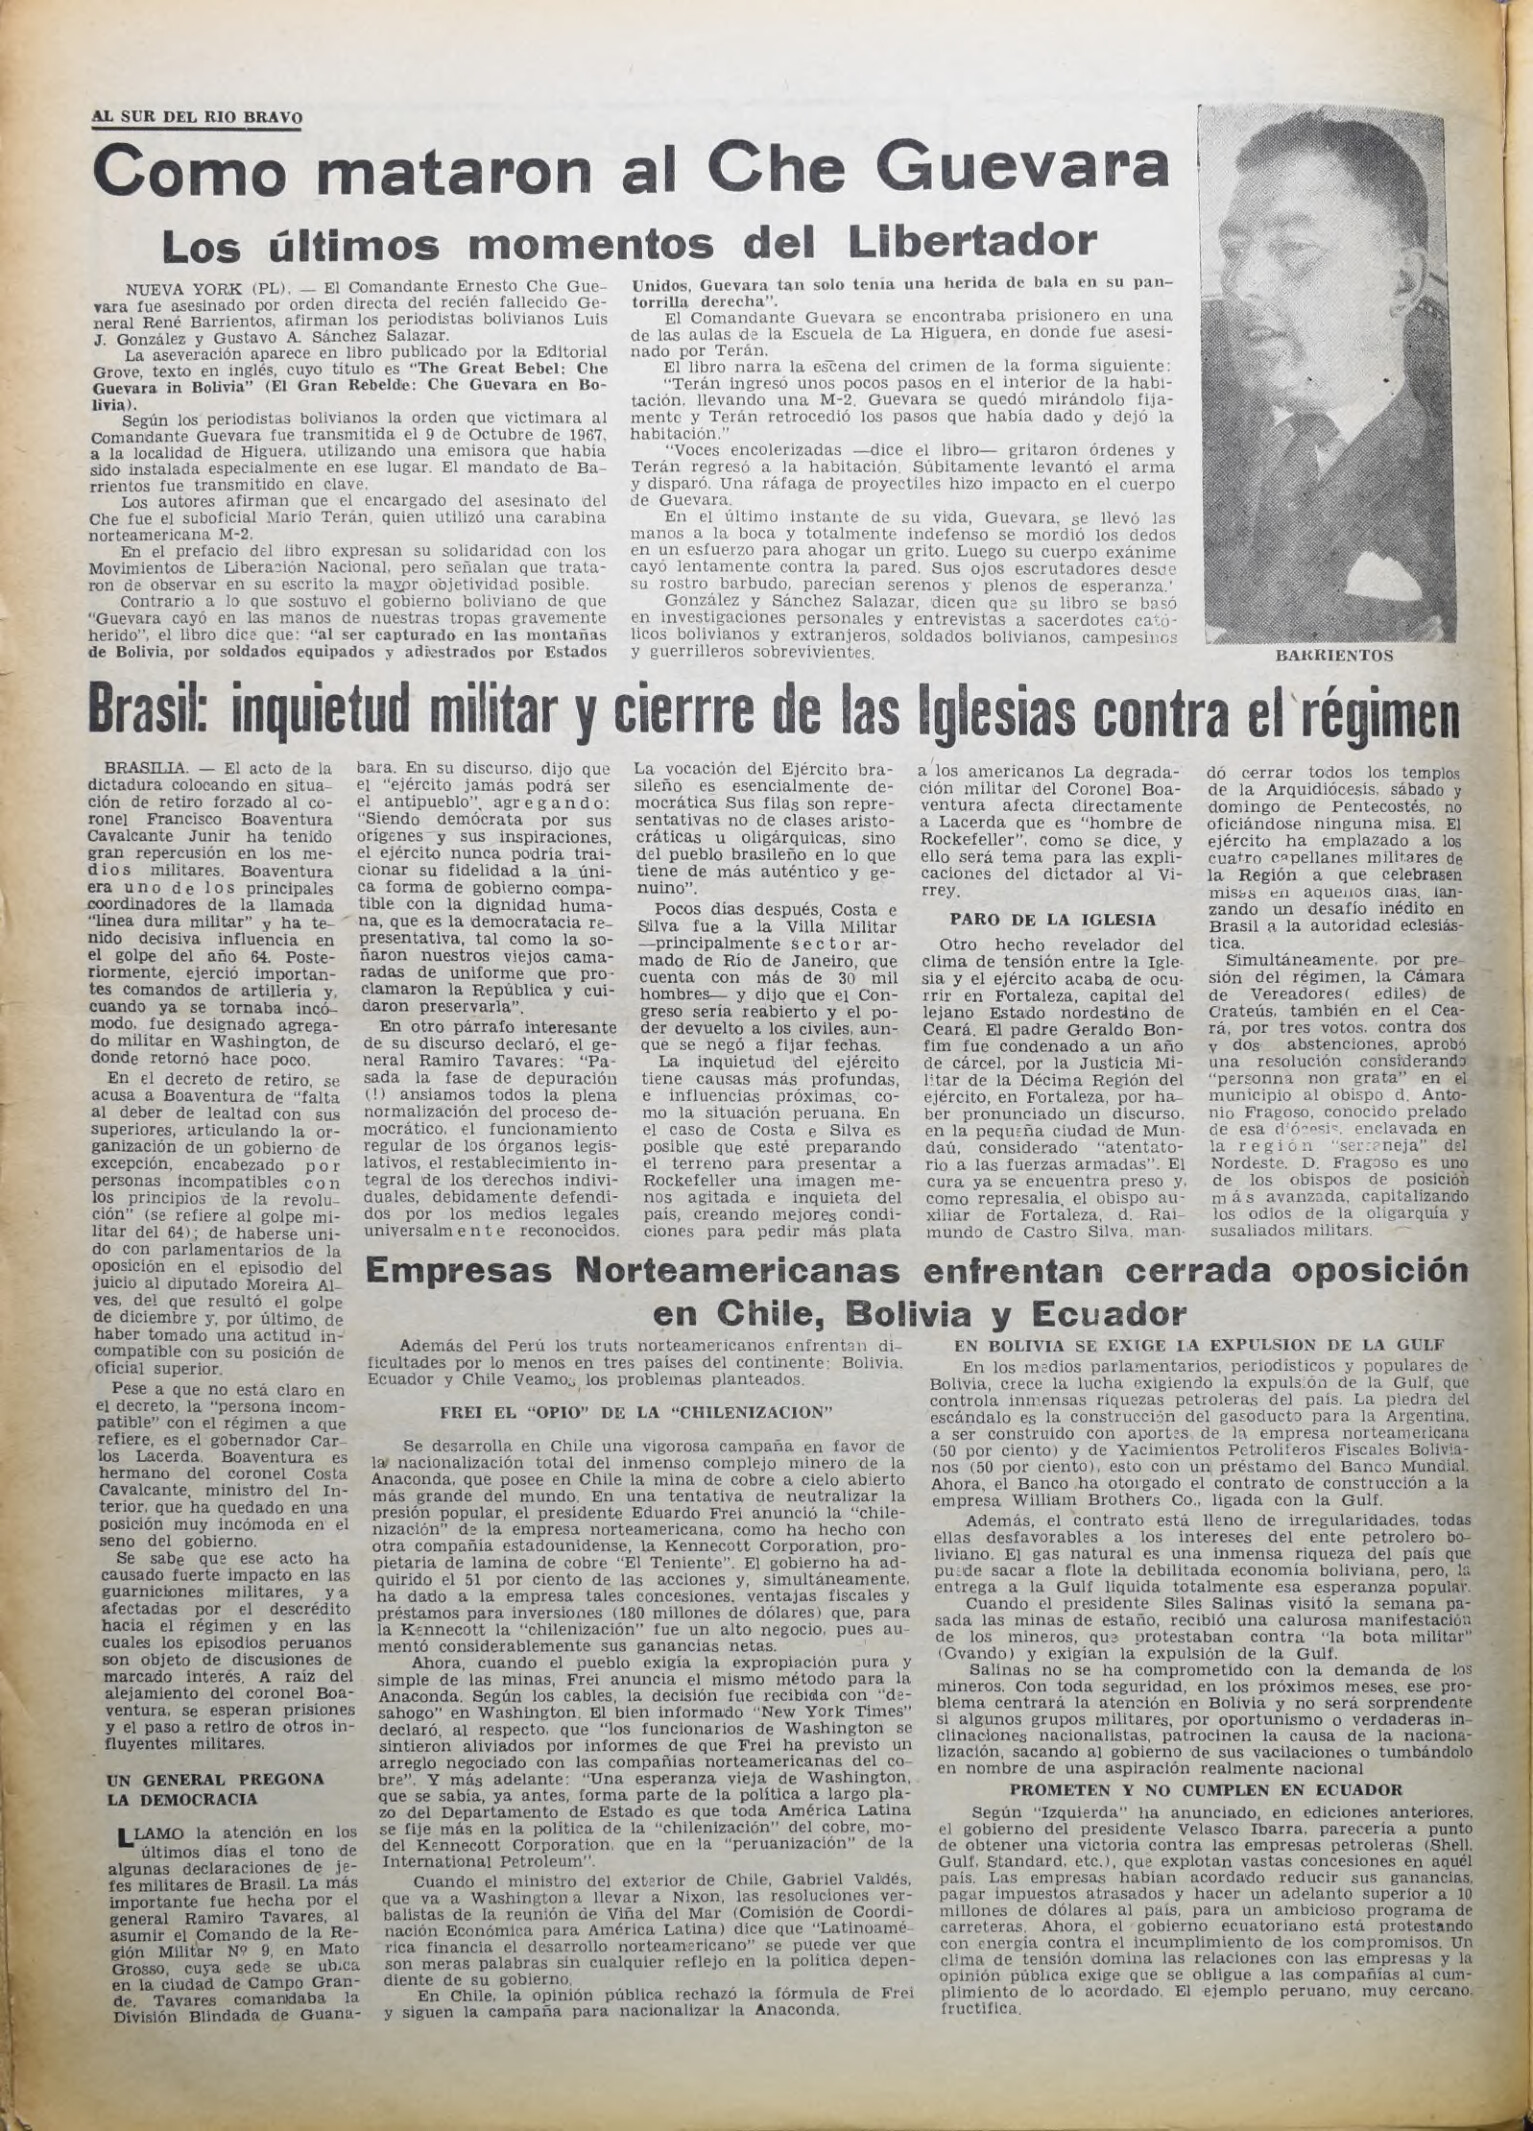 AL SUR DEL RIO BRAVO
Como mataron al Che Guevara
Los últimos momentos del Libertador
NUEVA YORK (PL). — El Comandante Ernesto Che Gue-
vara fue asesinado por orden directa del recién fallecido Ge-
neral René Barrientos, afirman los periodistas bolivianos Luis
J. González y Gustavo A. Sánchez Salazar.
La aseveración aparece en libro publicado por la Editorial
Grove, texto en inglés, cuyo título es "The Great Bebel: Che
Guevara in Bolivia" (El Gran Rebelde: Che Guevara en Bo-
livia).
Según los periodistas bolivianos la orden que victimara al
Comandante Guevara fue transmitida el 9 de Octubre de 1967,
a la localidad de Higuera, utilizando una emisora que había
sido instalada especialmente en ese lugar. El mandato de Ba-
rrientos fue transmitido en clave.
Los autores afirman que el encargado del asesinato del
Che fue el suboficial Mario Terán, quien utilizó una carabina
norteamericana M-2.
En el prefacio del libro expresan su solidaridad con los
Movimientos de Liberación Nacional, pero señalan que trata-
ron de observar en su escrito la mayor objetividad posible.
Contrario a lo que sostuvo el gobierno boliviano de que
"Guevara cayó en las manos de nuestras tropas gravemente
herido", el libro dice que: "al ser capturado en las montañas
de Bolivia, por soldados equipados y adiestrados por Estados
Unidos, Guevara tan solo tenía una herida de bala en su pan-
torrilla derecha".
El Comandante Guevara se encontraba prisionero en una
de las aulas de la Escuela de La Higuera, en donde fue asesi-
nado por Terán.
El libro narra la escena del crimen de la forma siguiente:
"Terán ingresó unos pocos pasos en el interior de la habi-
tación, llevando una M-2. Guevara se quedó mirándolo fija-
mente y Terán retrocedió los pasos que había dado y dejó la
habitación."
"Voces encolerizadas —dice el libro— gritaron órdenes y
Terán regresó a la habitación. Súbitamente levantó el arma
y disparó. Una ráfaga de proyectiles hizo impacto en el cuerpo
de Guevara.
En el último instante de su vida, Guevara, se llevó las
manos a la boca y totalmente indefenso se mordió los dedos
en un esfuerzo para ahogar un grito. Luego su cuerpo exánime
cayó lentamente contra la pared. Sus ojos escrutadores desde
su rostro barbudo, parecían serenos y plenos de esperanza.'
González y Sánchez Salazar, dicen que su libro se basó
en investigaciones personales y entrevistas a sacerdotes cató-
licos bolivianos y extranjeros, soldados bolivianos, campesinos
y guerrilleros sobrevivientes.
BARRIENTOS
Brasil: inquietud militar y cierrre de las Iglesias contra el régimen
BRASILIA. — El acto de la
dictadura colocando en situa-
ción de retiro forzado al co-
ronel Francisco Boaventura
Cavalcante Junir ha tenido
gran repercusión en los me-
dios militares. Boaventura
era uno de los principales
coordinadores de la llamada
"línea dura militar" y ha te-
nido decisiva influencia en
el golpe del año 64. Poste-
riormente, ejerció importan-
tes comandos de artillería y,
cuando ya se tornaba incó-
modo, fue designado agrega-
do militar en Washington, de
donde retornó hace poco.
En el decreto de retiro, se
acusa a Boaventura de "falta
al deber de lealtad con sus
superiores, articulando la or-
ganización de un gobierno de
excepción, encabezado por
personas incompatibles con
los principios de la revolu-
ción" (se refiere al golpe mi-
litar del 64); de haberse uni-
do con parlamentarios de la
oposición en el episodio del
juicio al diputado Moreira Al-
ves, del que resultó el golpe
de diciembre y, por último, de
haber tomado una actitud in-
compatible con su posición de
oficial superior.
Pese a que no está claro en
el decreto, la "persona incom-
patible" con el régimen a que
refiere, es el gobernador Car-
los Lacerda. Boaventura es
hermano del coronel Costa
Cavalcante, ministro del In-
terior, que ha quedado en una
posición muy incómoda en el
seno del gobierno.
Se sabe que ese acto ha
causado fuerte impacto en las
guarniciones militares, ya
afectadas por el descrédito
hacia el régimen y en las
cuales los episodios peruanos
son objeto de discusiones de
marcado interés. A raíz del
alejamiento del coronel Boa-
ventura, se esperan prisiones
y el paso a retiro de otros in-
fluyentes militares.
UN GENERAL PREGONA
LA DEMOCRACIA
LLAMO la atención en los
últimos días el tono de
algunas declaraciones de je-
fes militares de Brasil. La más
importante fue hecha por el
general Ramiro Tavares, al
asumir el Comando de la Re-
gión Militar Nº 9, en Mato
Grosso, cuya sede se ubica
en la ciudad de Campo Gran-
de. Tavares comandaba la
División Blindada de Guana-
bara. En su discurso, dijo que
el "ejército jamás podrá ser
el antipueblo", agregando:
"Siendo demócrata por sus
orígenes y sus inspiraciones,
el ejército nunca podría trai-
cionar su fidelidad a la úni-
ca forma de gobierno compa-
tible con la dignidad huma-
na, que es la democratacia re-
presentativa, tal como la so-
ñaron nuestros viejos cama-
radas de uniforme que pro-
clamaron la República y cui-
daron preservarla".
En otro párrafo interesante
de su discurso declaró, el ge-
neral Ramiro Tavares: "Pa-
sada la fase de depuración
(!) ansiamos todos la plena
normalización del proceso de-
mocrático, el funcionamiento
regular de los órganos legis-
lativos, el restablecimiento in-
tegral de los derechos indivi-
duales, debidamente defendi-
dos por los medios legales
universalmente reconocidos.
La vocación del Ejército bra-
sileño es esencialmente de-
mocrática Sus filas son repre-
sentativas no de clases aristo-
cráticas u oligárquicas, sino
del pueblo brasileño en lo que
tiene de más auténtico y ge-
nuino".
Pocos días después, Costa e
Silva fue a la Villa Militar
—principalmente sector ar-
mado de Río de Janeiro, que
cuenta con más de 30 mil
hombres— y dijo que el Con-
greso sería reabierto y el po-
der devuelto a los civiles, aun-
que se negó a fijar fechas.
La inquietud del ejército
tiene causas más profundas,
e influencias próximas, co-
mo la situación peruana. En
el caso de Costa e Silva es
posible que esté preparando
el terreno para presentar a
Rockefeller una imagen me-
nos agitada e inquieta del
país, creando mejores condi-
ciones para pedir más plata
a los americanos La degrada-
ción militar del Coronel Boa-
ventura afecta directamente
a Lacerda que es "hombre de
Rockefeller", como se dice, y
ello será tema para las expli-
caciones del dictador al Vi-
rrey.
PARO DE LA IGLESIA
Otro hecho revelador del
clima de tensión entre la Igle-
sia y el ejército acaba de ocu-
rrir en Fortaleza, capital del
lejano Estado nordestino de
Ceará. El padre Geraldo Bon-
fim fue condenado a un año
de cárcel, por la Justicia Mi-
litar de la Décima Región del
ejército, en Fortaleza, por ha-
ber pronunciado un discurso,
en la pequeña ciudad de Mun-
daú, considerado "atentato-
rio a las fuerzas armadas". El
cura ya se encuentra preso y,
como represalia, el obispo au-
xiliar de Fortaleza, d. Rai-
mundo de Castro Silva, man-
dó cerrar todos los templos
de la Arquidiócesis, sábado y
domingo de Pentecostés, no
oficiándose ninguna misa. El
ejército ha emplazado a los
cuatro capellanes militares de
la Región a que celebrasen
misas en aquellos días, lan-
zando un desafío inédito en
Brasil a la autoridad eclesiás-
tica.
Simultáneamente, por pre-
sión del régimen, la Cámara
de Vereadores( ediles) de
Crateús, también en el Cea-
rá, por tres votos, contra dos
y dos abstenciones, aprobó
una resolución considerando
"personna non grata" en el
municipio al obispo d. Anto-
nio Fragoso, conocido prelado
de esa enclavada en
la región del
Nordeste. D. Fragoso es uno
de los obispos de posición
más avanzada, capitalizando
los odios de la oligarquía y
susaliados militars.
Empresas Norteamericanas enfrentan cerrada oposición
en Chile, Bolivia y Ecuador
Además del Perú los truts norteamericanos enfrentan di-
ficultades por lo menos en tres países del continente: Bolivia,
Ecuador y Chile Veamos, los problemas planteados.
FREI EL "OPIO" DE LA "CHILENIZACION"
Se desarrolla en Chile una vigorosa campaña en favor de
la nacionalización total del inmenso complejo minero de la
Anaconda, que posee en Chile la mina de cobre a cielo abierto
más grande del mundo. En una tentativa de neutralizar la
presión popular, el presidente Eduardo Frei anunció la "chile-
nización" de la empresa norteamericana, como ha hecho con
otra compañía estadounidense, la Kennecott Corporation, pro-
pietaria de lamina de cobre "El Teniente". El gobierno ha ad-
quirido el 51 por ciento de las acciones y, simultáneamente,
ha dado a la empresa tales concesiones, ventajas fiscales y
préstamos para inversiones (180 millones de dólares) que, para
la Kennecott la "chilenización" fue un alto negocio, pues au-
mentó considerablemente sus ganancias netas.
Ahora, cuando el pueblo exigía la expropiación pura y
simple de las minas, Frei anuncia el mismo método para la
Anaconda. Según los cables, la decisión fue recibida con "de-
sahogo" en Washington. El bien informado "New York Times"
declaró, al respecto, que "los funcionarios de Washington se
sintieron aliviados por informes de que Frei ha previsto un
arreglo negociado con las compañías norteamericanas del co-
bre". Y más adelante: "Una esperanza vieja de Washington,
que se sabía, ya antes, forma parte de la política a largo pla-
zo del Departamento de Estado es que toda América Latina
se fije más en la política de la "chilenización" del cobre, mo-
del Kennecott Corporation, que en la "peruanización" de la
International Petroleum".
Cuando el ministro del exterior de Chile, Gabriel Valdés,
que va a Washington a llevar a Nixon, las resoluciones ver-
balistas de la reunión de Viña del Mar (Comisión de Coordi-
nación Económica para América Latina) dice que "Latinoamé-
rica financia el desarrollo norteamericano" se puede ver que
son meras palabras sin cualquier reflejo en la política depen-
diente de su gobierno.
En Chile, la opinión pública rechazó la fórmula de Frei
y siguen la campaña para nacionalizar la Anaconda.
EN BOLIVIA SE EXIGE LA EXPULSION DE LA GULF
En los medios parlamentarios, periodísticos y populares de
Bolivia, crece la lucha exigiendo la expulsión de la Gulf, que
controla inmensas riquezas petroleras del país. La piedra del
escándalo es la construcción del gasoducto para la Argentina,
a ser construido con aportes de la empresa norteamericana
(50 por ciento) y de Yacimientos Petrolíferos Fiscales Bolivia-
nos (50 por ciento), esto con un préstamo del Banco Mundial.
Ahora, el Banco ha otorgado el contrato de construcción a la
empresa William Brothers Co., ligada con la Gulf.
Además, el contrato está lleno de irregularidades, todas
ellas desfavorables a los intereses del ente petrolero bo-
liviano. El gas natural es una inmensa riqueza del país que
puede sacar a flote la debilitada economía boliviana, pero, la
entrega a la Gulf liquida totalmente esa esperanza popular.
Cuando el presidente Siles Salinas visitó la semana pa-
sada las minas de estaño, recibió una calurosa manifestación
de los mineros, que protestaban contra "la bota militar"
(Ovando) y exigían la expulsión de la Gulf.
Salinas no se ha comprometido con la demanda de los
mineros. Con toda seguridad, en los próximos meses, ese pro-
blema centrará la atención en Bolivia y no será sorprendente
si algunos grupos militares, por oportunismo o verdaderas in-
clinaciones nacionalistas, patrocinen la causa de la naciona-
lización, sacando al gobierno de sus vacilaciones o tumbándolo
en nombre de una aspiración realmente nacional
PROMETEN Y NO CUMPLEN EN ECUADOR
Según "Izquierda" ha anunciado, en ediciones anteriores,
el gobierno del presidente Velasco Ibarra, parecería a punto
de obtener una victoria contra las empresas petroleras (Shell,
Gulf, Standard, etc.), que explotan vastas concesiones en aquél
país. Las empresas habían acordado reducir sus ganancias,
pagar impuestos atrasados y hacer un adelanto superior a 10
millones de dólares al país, para un ambicioso programa de
carreteras. Ahora, el gobierno ecuatoriano está protestando
con energía contra el incumplimiento de los compromisos. Un
clima de tensión domina las relaciones con las empresas y la
opinión pública exige que se obligue a las compañías al cum-
plimiento de lo acordado. El ejemplo peruano, muy cercano,
fructifica.